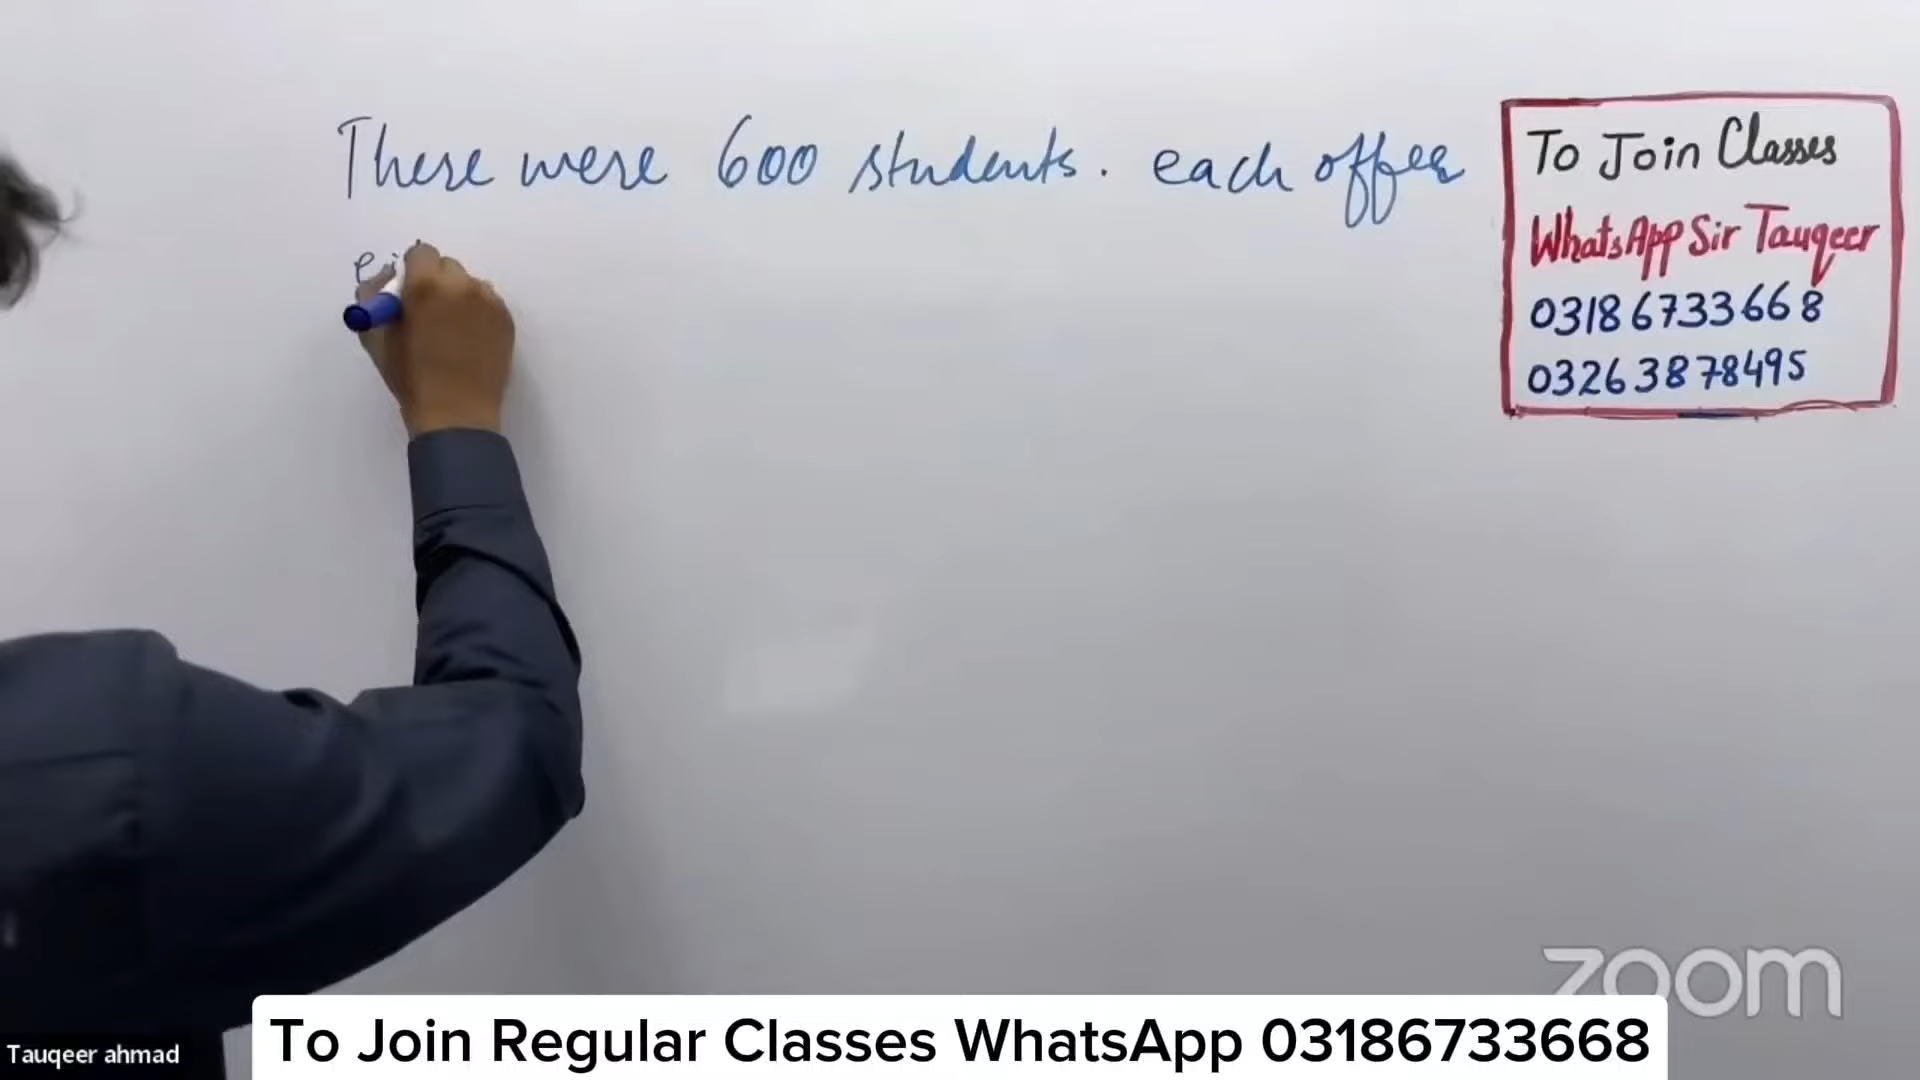 There were 600 students. each offer
To Join Classes
WhatsApp Sir Tauqeer
03186733668
03263878495
zoom
Tauqeer ahmad
To Join Regular Classes WhatsApp 03186733668